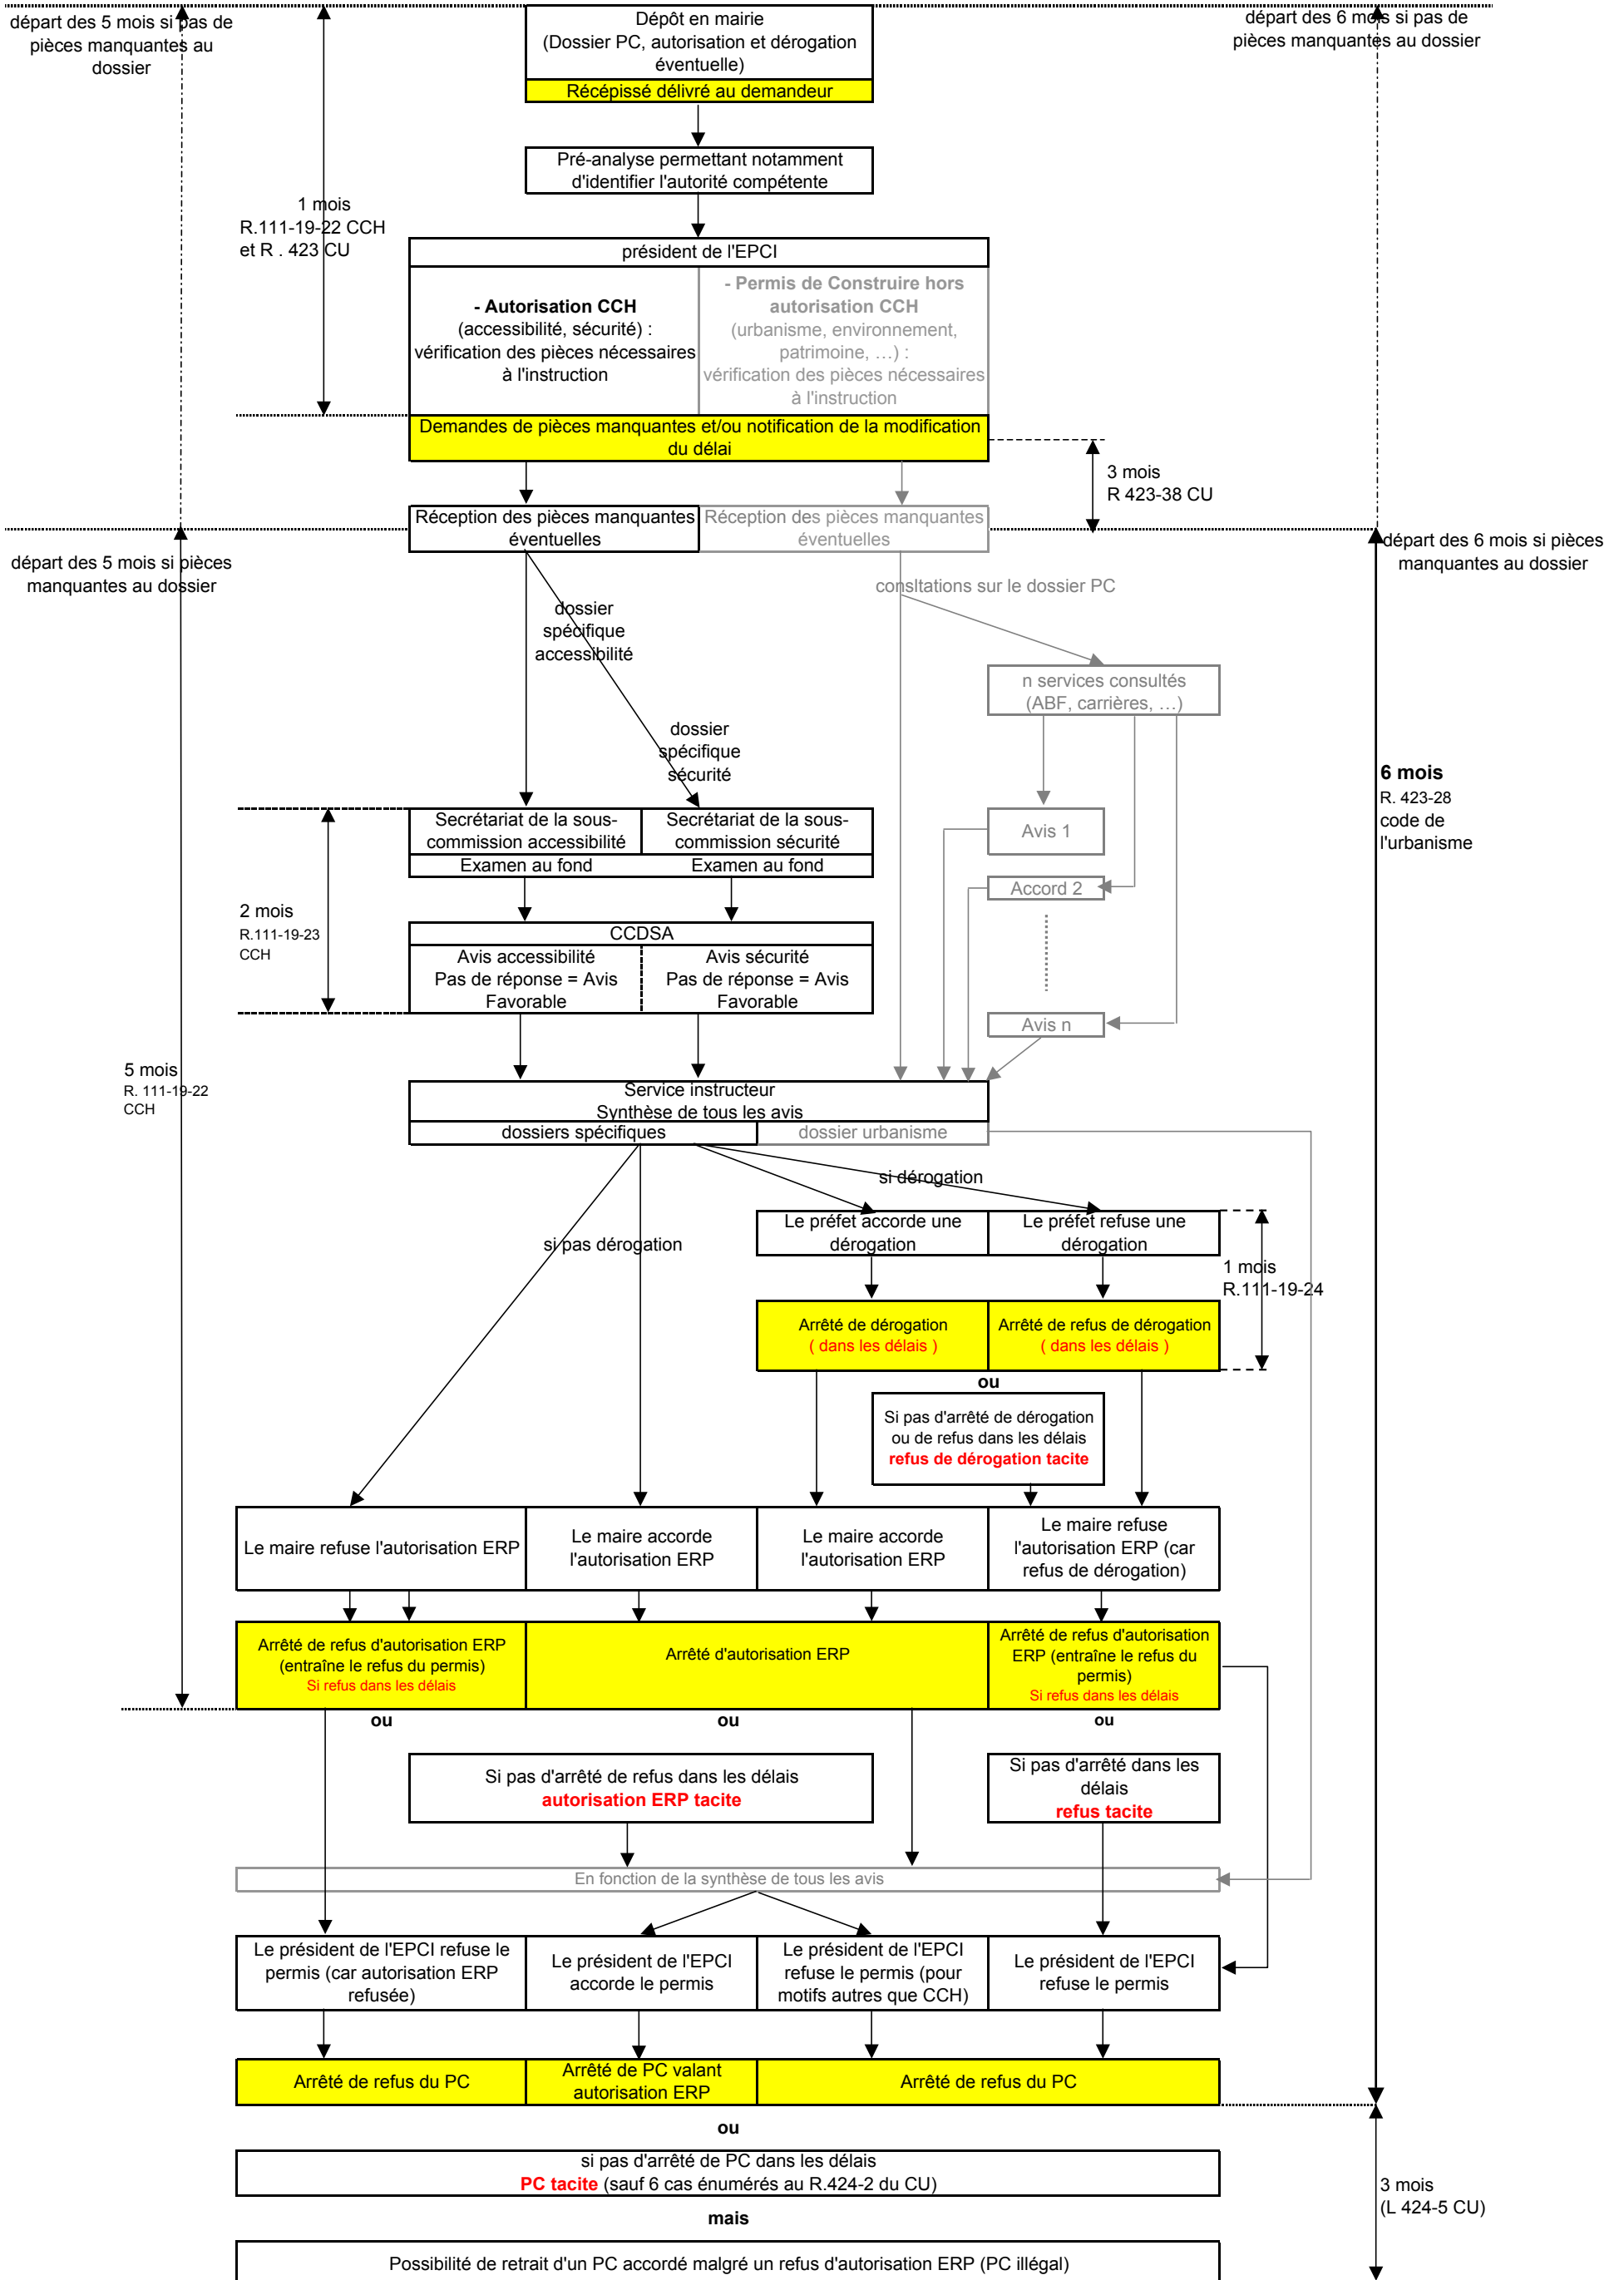 départ des 5 mois si pas de
pièces manquantes au
dossier
Dépôt en mairie
(Dossier PC, autorisation et dérogation
éventuelle)
Récépissé délivré au demandeur
départ des 6 mois si pas de
pièces manquantes au dossier
Pré-analyse permettant notamment
d'identifier l'autorité compétente
1 mois
R.111-19-22 CCH
et R . 423 CU
président de l'EPCI
- Autorisation CCH
(accessibilité, sécurité) :
vérification des pièces nécessaires
à l'instruction
- Permis de Construire hors
autorisation CCH
(urbanisme, environnement,
patrimoine, …) :
vérification des pièces nécessaires
à l'instruction
Demandes de pièces manquantes et/ou notification de la modification
du délai
3 mois
R 423-38 CU
Réception des pièces manquantes
éventuelles
Réception des pièces manquantes
éventuelles
départ des 5 mois si pièces
manquantes au dossier
départ des 6 mois si pièces
manquantes au dossier
consltations sur le dossier PC
dossier
spécifique
accessibilité
n services consultés
(ABF, carrières, …)
dossier
spécifique
sécurité
6 mois
R. 423-28
code de
l'urbanisme
Secrétariat de la sous-
commission accessibilité
Secrétariat de la sous-
commission sécurité
Examen au fond
Examen au fond
Avis 1
Accord 2
2 mois
R.111-19-23
CCH
CCDSA
Avis accessibilité
Pas de réponse = Avis
Favorable
Avis sécurité
Pas de réponse = Avis
Favorable
Avis n
5 mois
R. 111-19-22
CCH
Service instructeur
Synthèse de tous les avis
dossiers spécifiques
dossier urbanisme
si dérogation
si pas dérogation
Le préfet accorde une
dérogation
Le préfet refuse une
dérogation
1 mois
R.111-19-24
Arrêté de dérogation
( dans les délais )
Arrêté de refus de dérogation
( dans les délais )
ou
Si pas d'arrêté de dérogation
ou de refus dans les délais
refus de dérogation tacite
Le maire refuse l'autorisation ERP
Le maire accorde
l'autorisation ERP
Le maire accorde
l'autorisation ERP
Le maire refuse
l'autorisation ERP (car
refus de dérogation)
Arrêté de refus d'autorisation ERP
(entraîne le refus du permis)
Si refus dans les délais
Arrêté d'autorisation ERP
Arrêté de refus d'autorisation
ERP (entraîne le refus du
permis)
Si refus dans les délais
ou
ou
ou
Si pas d'arrêté de refus dans les délais
autorisation ERP tacite
Si pas d'arrêté dans les
délais
refus tacite
En fonction de la synthèse de tous les avis
Le président de l'EPCI refuse le
permis (car autorisation ERP
refusée)
Le président de l'EPCI
accorde le permis
Le président de l'EPCI
refuse le permis (pour
motifs autres que CCH)
Le président de l'EPCI
refuse le permis
Arrêté de refus du PC
Arrêté de PC valant
autorisation ERP
Arrêté de refus du PC
ou
si pas d'arrêté de PC dans les délais
PC tacite (sauf 6 cas énumérés au R.424-2 du CU)
3 mois
(L 424-5 CU)
mais
Possibilité de retrait d'un PC accordé malgré un refus d'autorisation ERP (PC illégal)